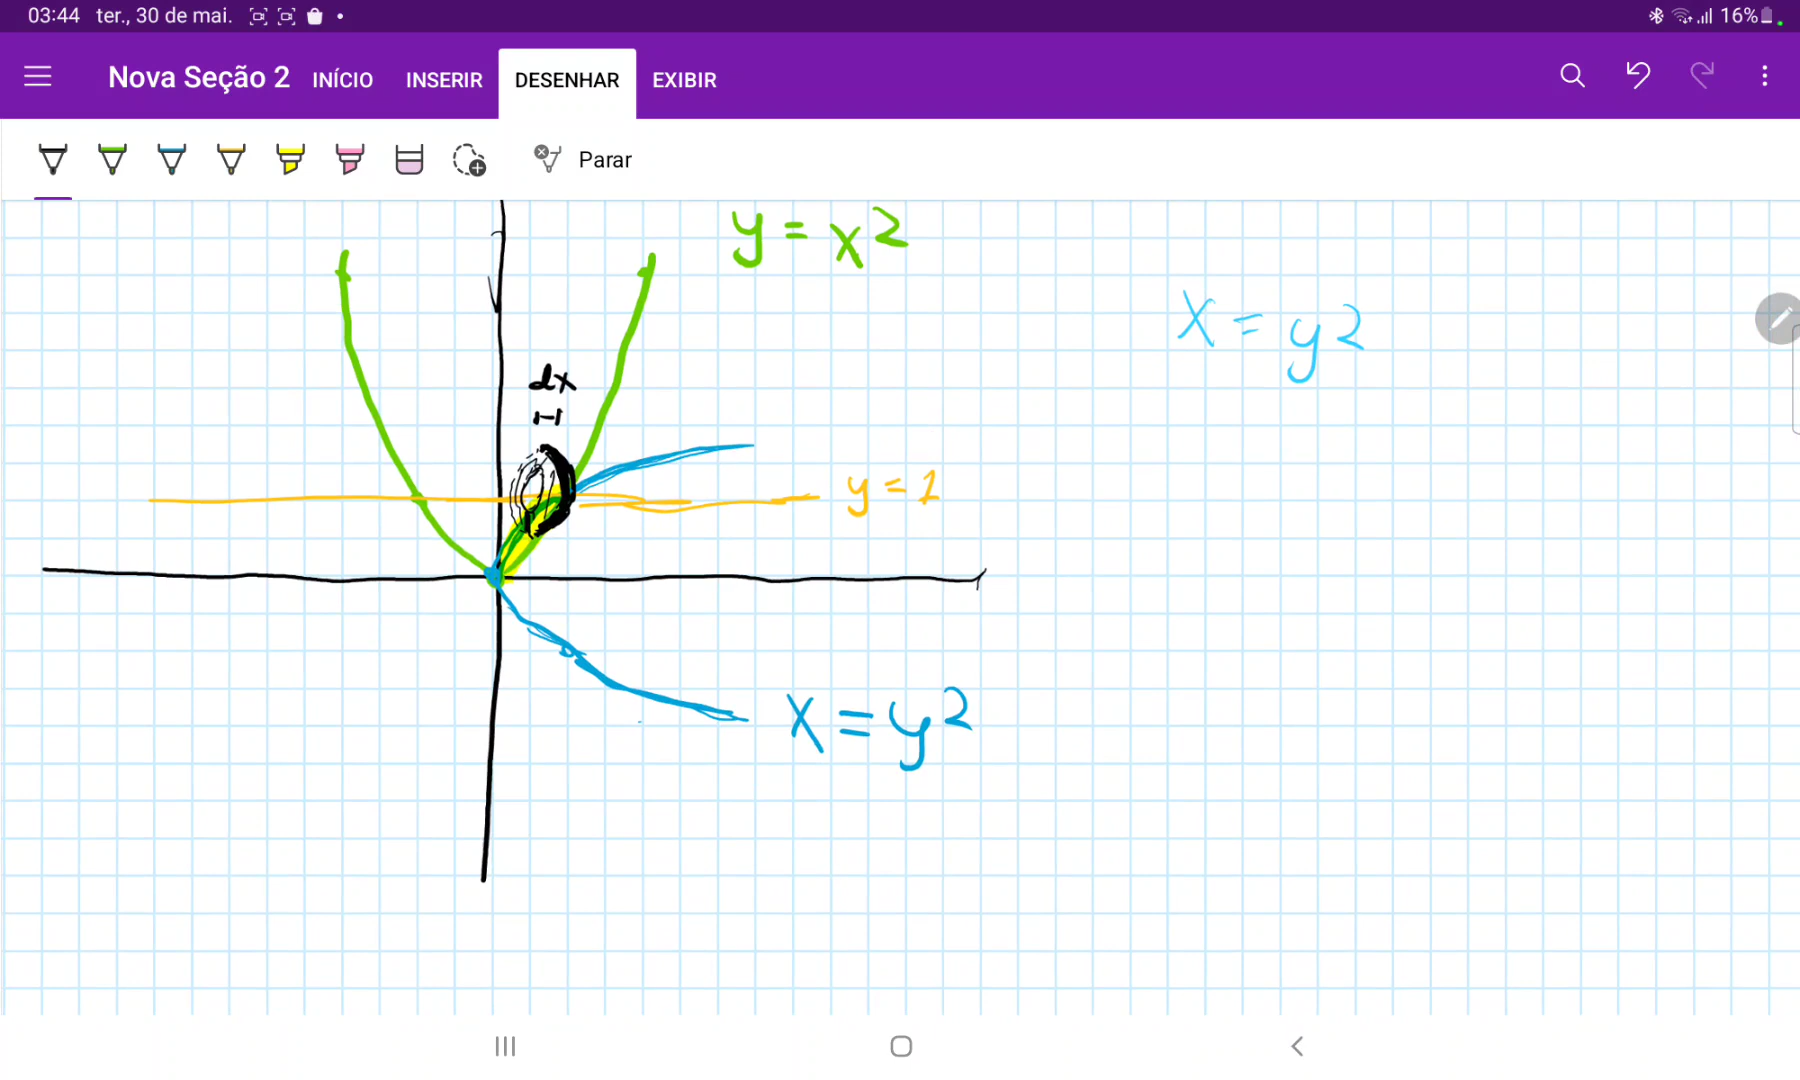 03:44 ter., 30 de mai. 16%
Nova Seção 2 INÍCIO INSERIR DESENHAR EXIBIR
Parar
y = x²
x = y²
dx
y = 1
x = y²